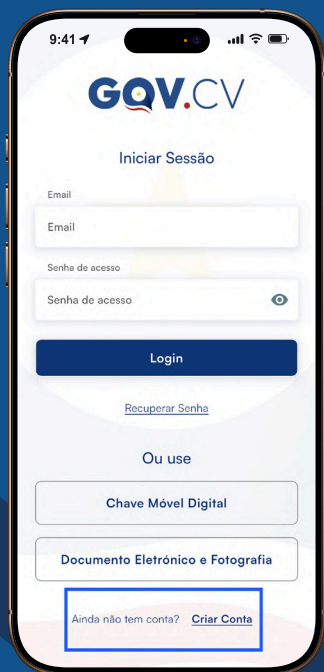 9:41
GOV.CV
Iniciar Sessão
Email
Email
Senha de acesso
Senha de acesso
Login
Recuperar Senha
Ou use
Chave Móvel Digital
Documento Eletrónico e Fotografia
Ainda não tem conta? Criar Conta